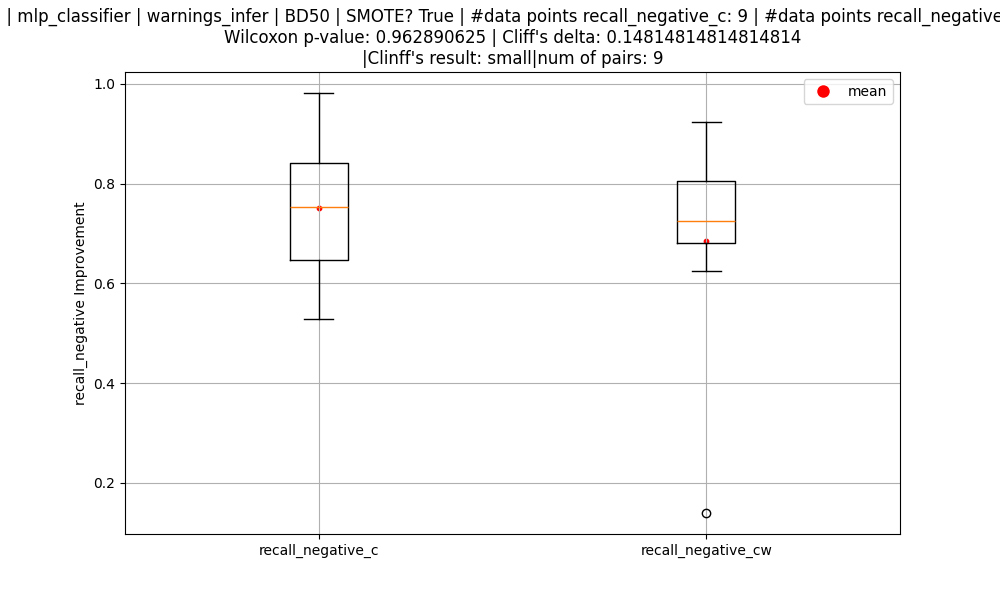 | mlp_classifier | warnings_infer | BD50 | SMOTE? True | #data points recall_negative_c: 9 | #data points recall_negative
Wilcoxon p-value: 0.962890625 | Cliff's delta: 0.14814814814814814
|Clinff's result: small|num of pairs: 9
mean
1.0
0.8
0.6
0.4
0.2
recall_negative Improvement
recall_negative_c
recall_negative_cw